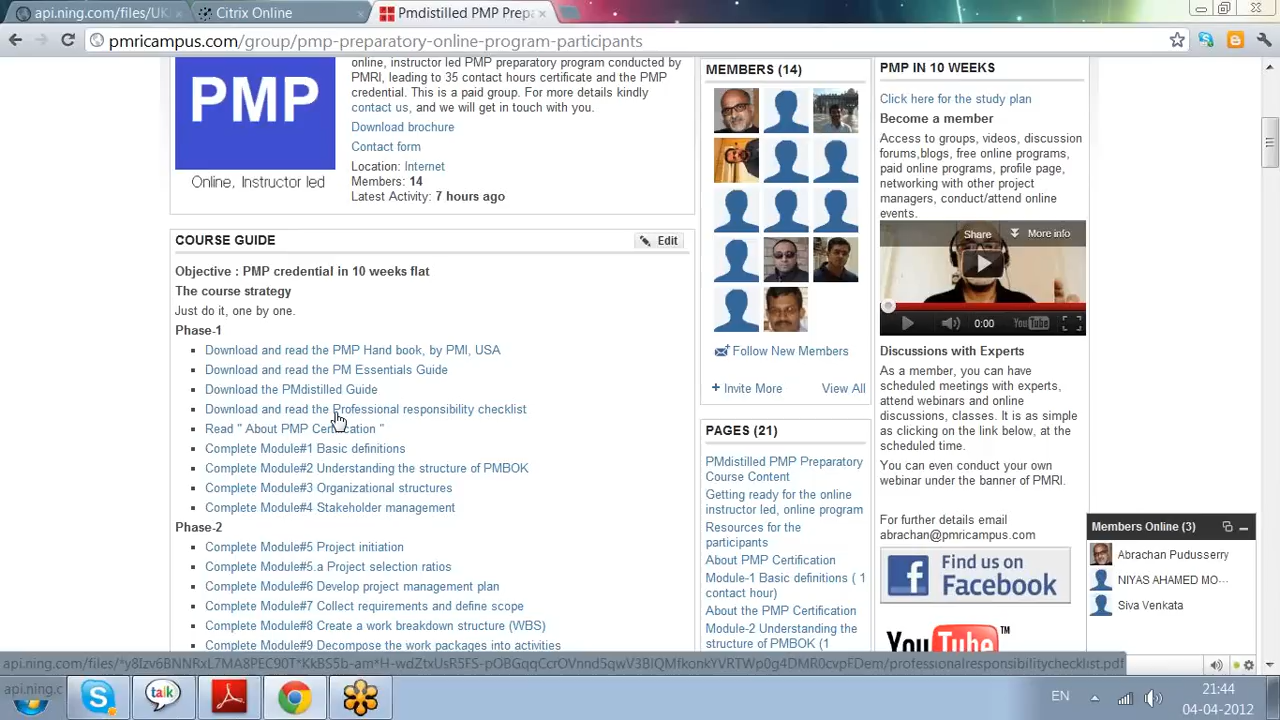 api.ning.com/files/UK
Citrix Online
Pmdistilled PMP Prep
pmricampus.com/group/pmp-preparatory-online-program-participants
PMP
Online, Instructor led
online, instructor led PMP preparatory program conducted
by PMRI, leading to 35 contact hours certificate and the PMP
credential. This is a paid group. For more details kindly
contact us, and we will get in touch with you.
Download brochure
Contact form
Location: Internet
Members: 14
Latest Activity: 7 hours ago
COURSE GUIDE
Edit
Objective : PMP credential in 10 weeks flat
The course strategy
Just do it, one by one.
Phase-1
Download and read the PMP Hand book, by PMI, USA
Download and read the PM Essentials Guide
Download the PMdistilled Guide
Download and read the Professional responsibility checklist
Read " About PMP Certification "
Complete Module#1 Basic definitions
Complete Module#2 Understanding the structure of PMBOK
Complete Module#3 Organizational structures
Complete Module#4 Stakeholder management
Phase-2
Complete Module#5 Project initiation
Complete Module#5.a Project selection ratios
Complete Module#6 Develop project management plan
Complete Module#7 Collect requirements and define scope
Complete Module#8 Create a work breakdown structure (WBS)
Complete Module#9 Decompose the work packages into activities
MEMBERS (14)
Follow New Members
+ Invite More
View All
PAGES (21)
PMdistilled PMP Preparatory
Course Content
Getting ready for the online
instructor led, online program
Resources for the
participants
About PMP Certification
Module-1 Basic definitions ( 1
contact hour)
About the PMP Certification
Module-2 Understanding the
structure of PMBOK (1
PMP IN 10 WEEKS
Click here for the study plan
Become a member
Access to groups, videos, discussion
forums,blogs, free online programs,
paid online programs, profile page,
networking with other project
managers, conduct/attend online
events.
Share
More info
0:00
YouTube
Discussions with Experts
As a member, you can have
scheduled meetings with experts,
attend webinars and online
discussions, classes. It is as simple
as clicking on the link below, at the
scheduled time.
You can even conduct your own
webinar under the banner of PMRI.
For further details email
abrachan@pmricampus.com
Find us on
Facebook
YouTube
TM
Members Online (3)
Abrachan Pudusserry
NIYAS AHAMED MO···
Siva Venkata
talk
EN
21:44
04-04-2012